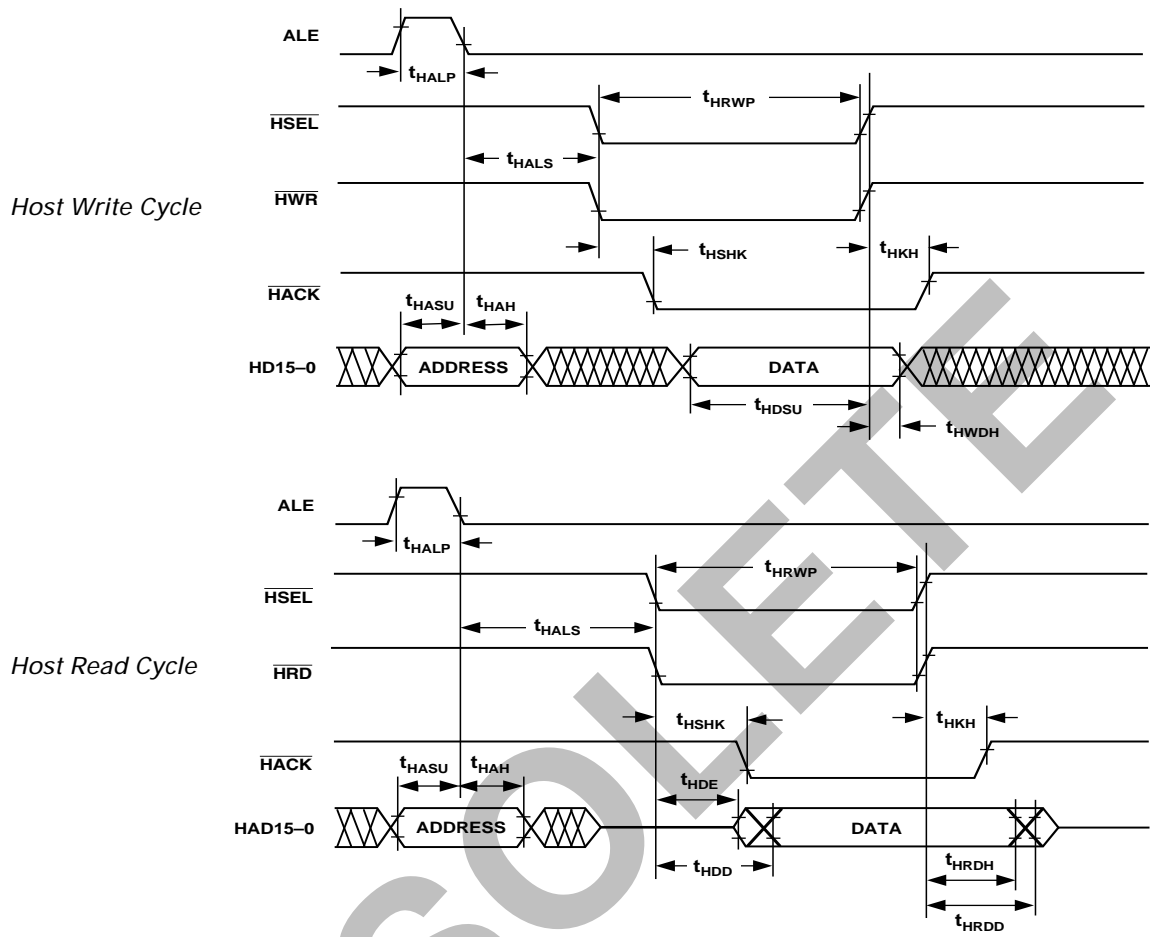 ALE
tHALP
tHRWP
HSEL
tHALS
Host Write Cycle
HWR
tHSHK
tHKH
HACK
tHASU
tHAH
HD15–0
ADDRESS
DATA
tHDSU
tHWDH
ALE
tHALP
tHRWP
HSEL
tHALS
Host Read Cycle
HRD
tHSHK
tHKH
HACK
tHASU
tHAH
tHDE
HAD15–0
ADDRESS
DATA
tHDD
tHRDH
tHRDD
SOLETE